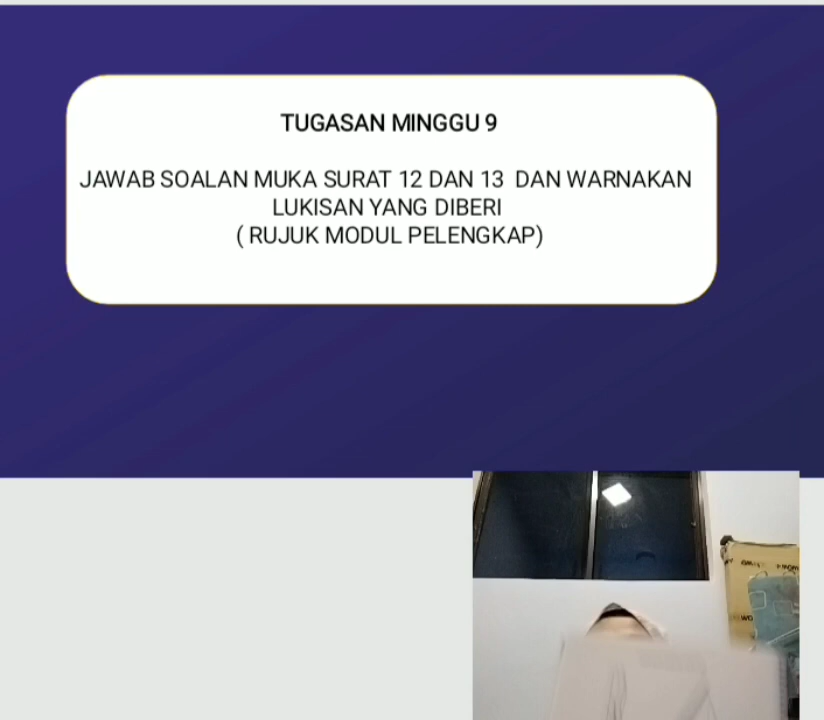 TUGASAN MINGGU 9
JAWAB SOALAN MUKA SURAT 12 DAN 13 DAN WARNAKAN
LUKISAN YANG DIBERI
( RUJUK MODUL PELENGKAP)